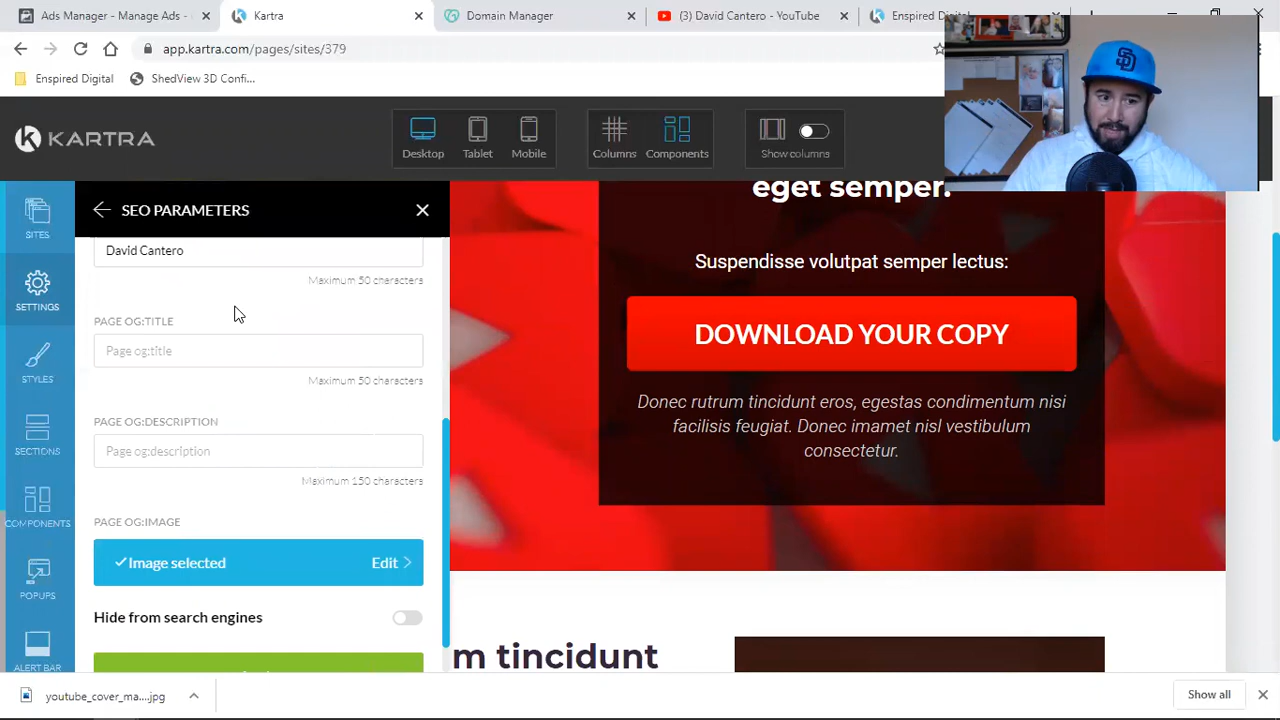 Ads Manager - Manage Ads -
Kartra
Domain Manager
(3) David Cantero - YouTube
Enspired Digital
app.kartra.com/pages/sites/379
Enspired Digital
ShedView 3D Confi...
KARTRA
Desktop
Tablet
Mobile
Columns
Components
Show columns
SD
SITES
SETTINGS
STYLES
SECTIONS
COMPONENTS
POPUPS
ALERT BAR
SEO PARAMETERS
David Cantero
Maximum 50 characters
PAGE OG:TITLE
Page og:title
Maximum 50 characters
PAGE OG:DESCRIPTION
Page og:description
Maximum 150 characters
PAGE OG:IMAGE
Image selected
Edit
Hide from search engines
eget semper.
Suspendisse volutpat semper lectus:
DOWNLOAD YOUR COPY
Donec rutrum tincidunt eros, egestas condimentum nisi
facilisis feugiat. Donec imamet nisl vestibulum
consectetur.
m tincidunt
youtube_cover_ma....jpg
Show all